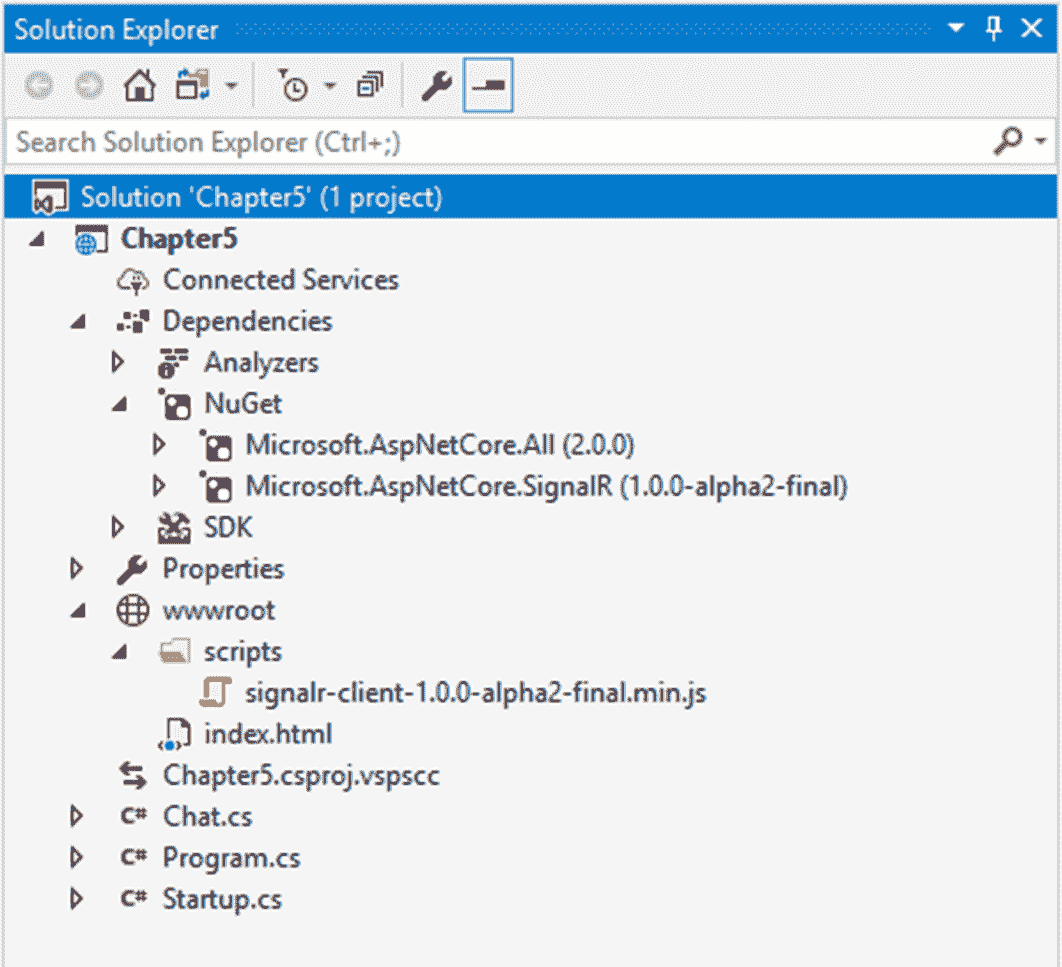 Solution Explorer
Search Solution Explorer (Ctrl+;)
Solution 'Chapter5' (1 project)
Chapter5
Connected Services
Dependencies
Analyzers
NuGet
Microsoft.AspNetCore.All (2.0.0)
Microsoft.AspNetCore.SignalR (1.0.0-alpha2-final)
SDK
Properties
wwwroot
scripts
signalr-client-1.0.0-alpha2-final.min.js
index.html
Chapter5.csproj.vspscc
C# Chat.cs
C# Program.cs
C# Startup.cs